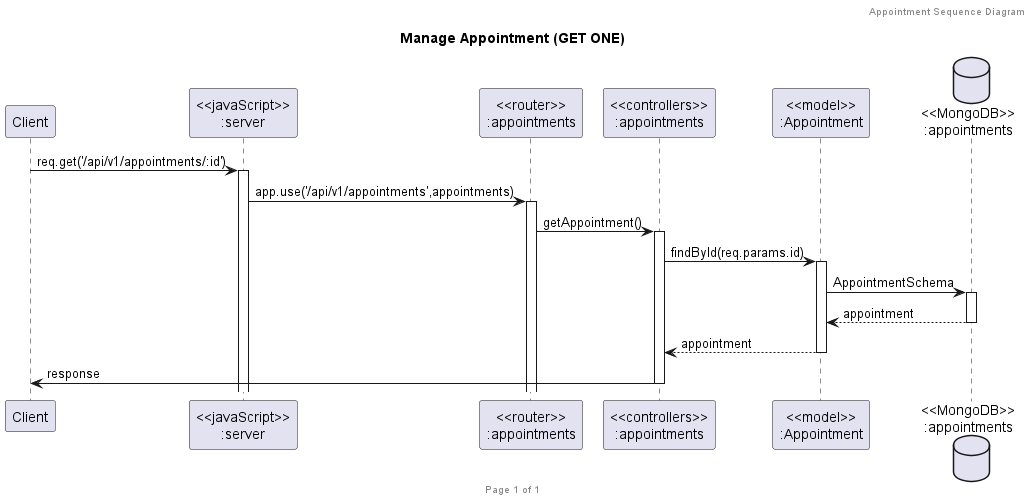 Appointment Sequence Diagram
Manage Appointment (GET ONE)
Client
<<javaScript>>
:server
<<router>>
:appointments
<<controllers>>
:appointments
<<model>>
:Appointment
<<MongoDB>>
:appointments
req.get('/api/v1/appointments/:id')
app.use('/api/v1/appointments',appointments)
getAppointment()
findById(req.params.id)
AppointmentSchema
appointment
appointment
response
Client
<<javaScript>>
:server
<<router>>
:appointments
<<controllers>>
:appointments
<<model>>
:Appointment
<<MongoDB>>
:appointments
Page 1 of 1